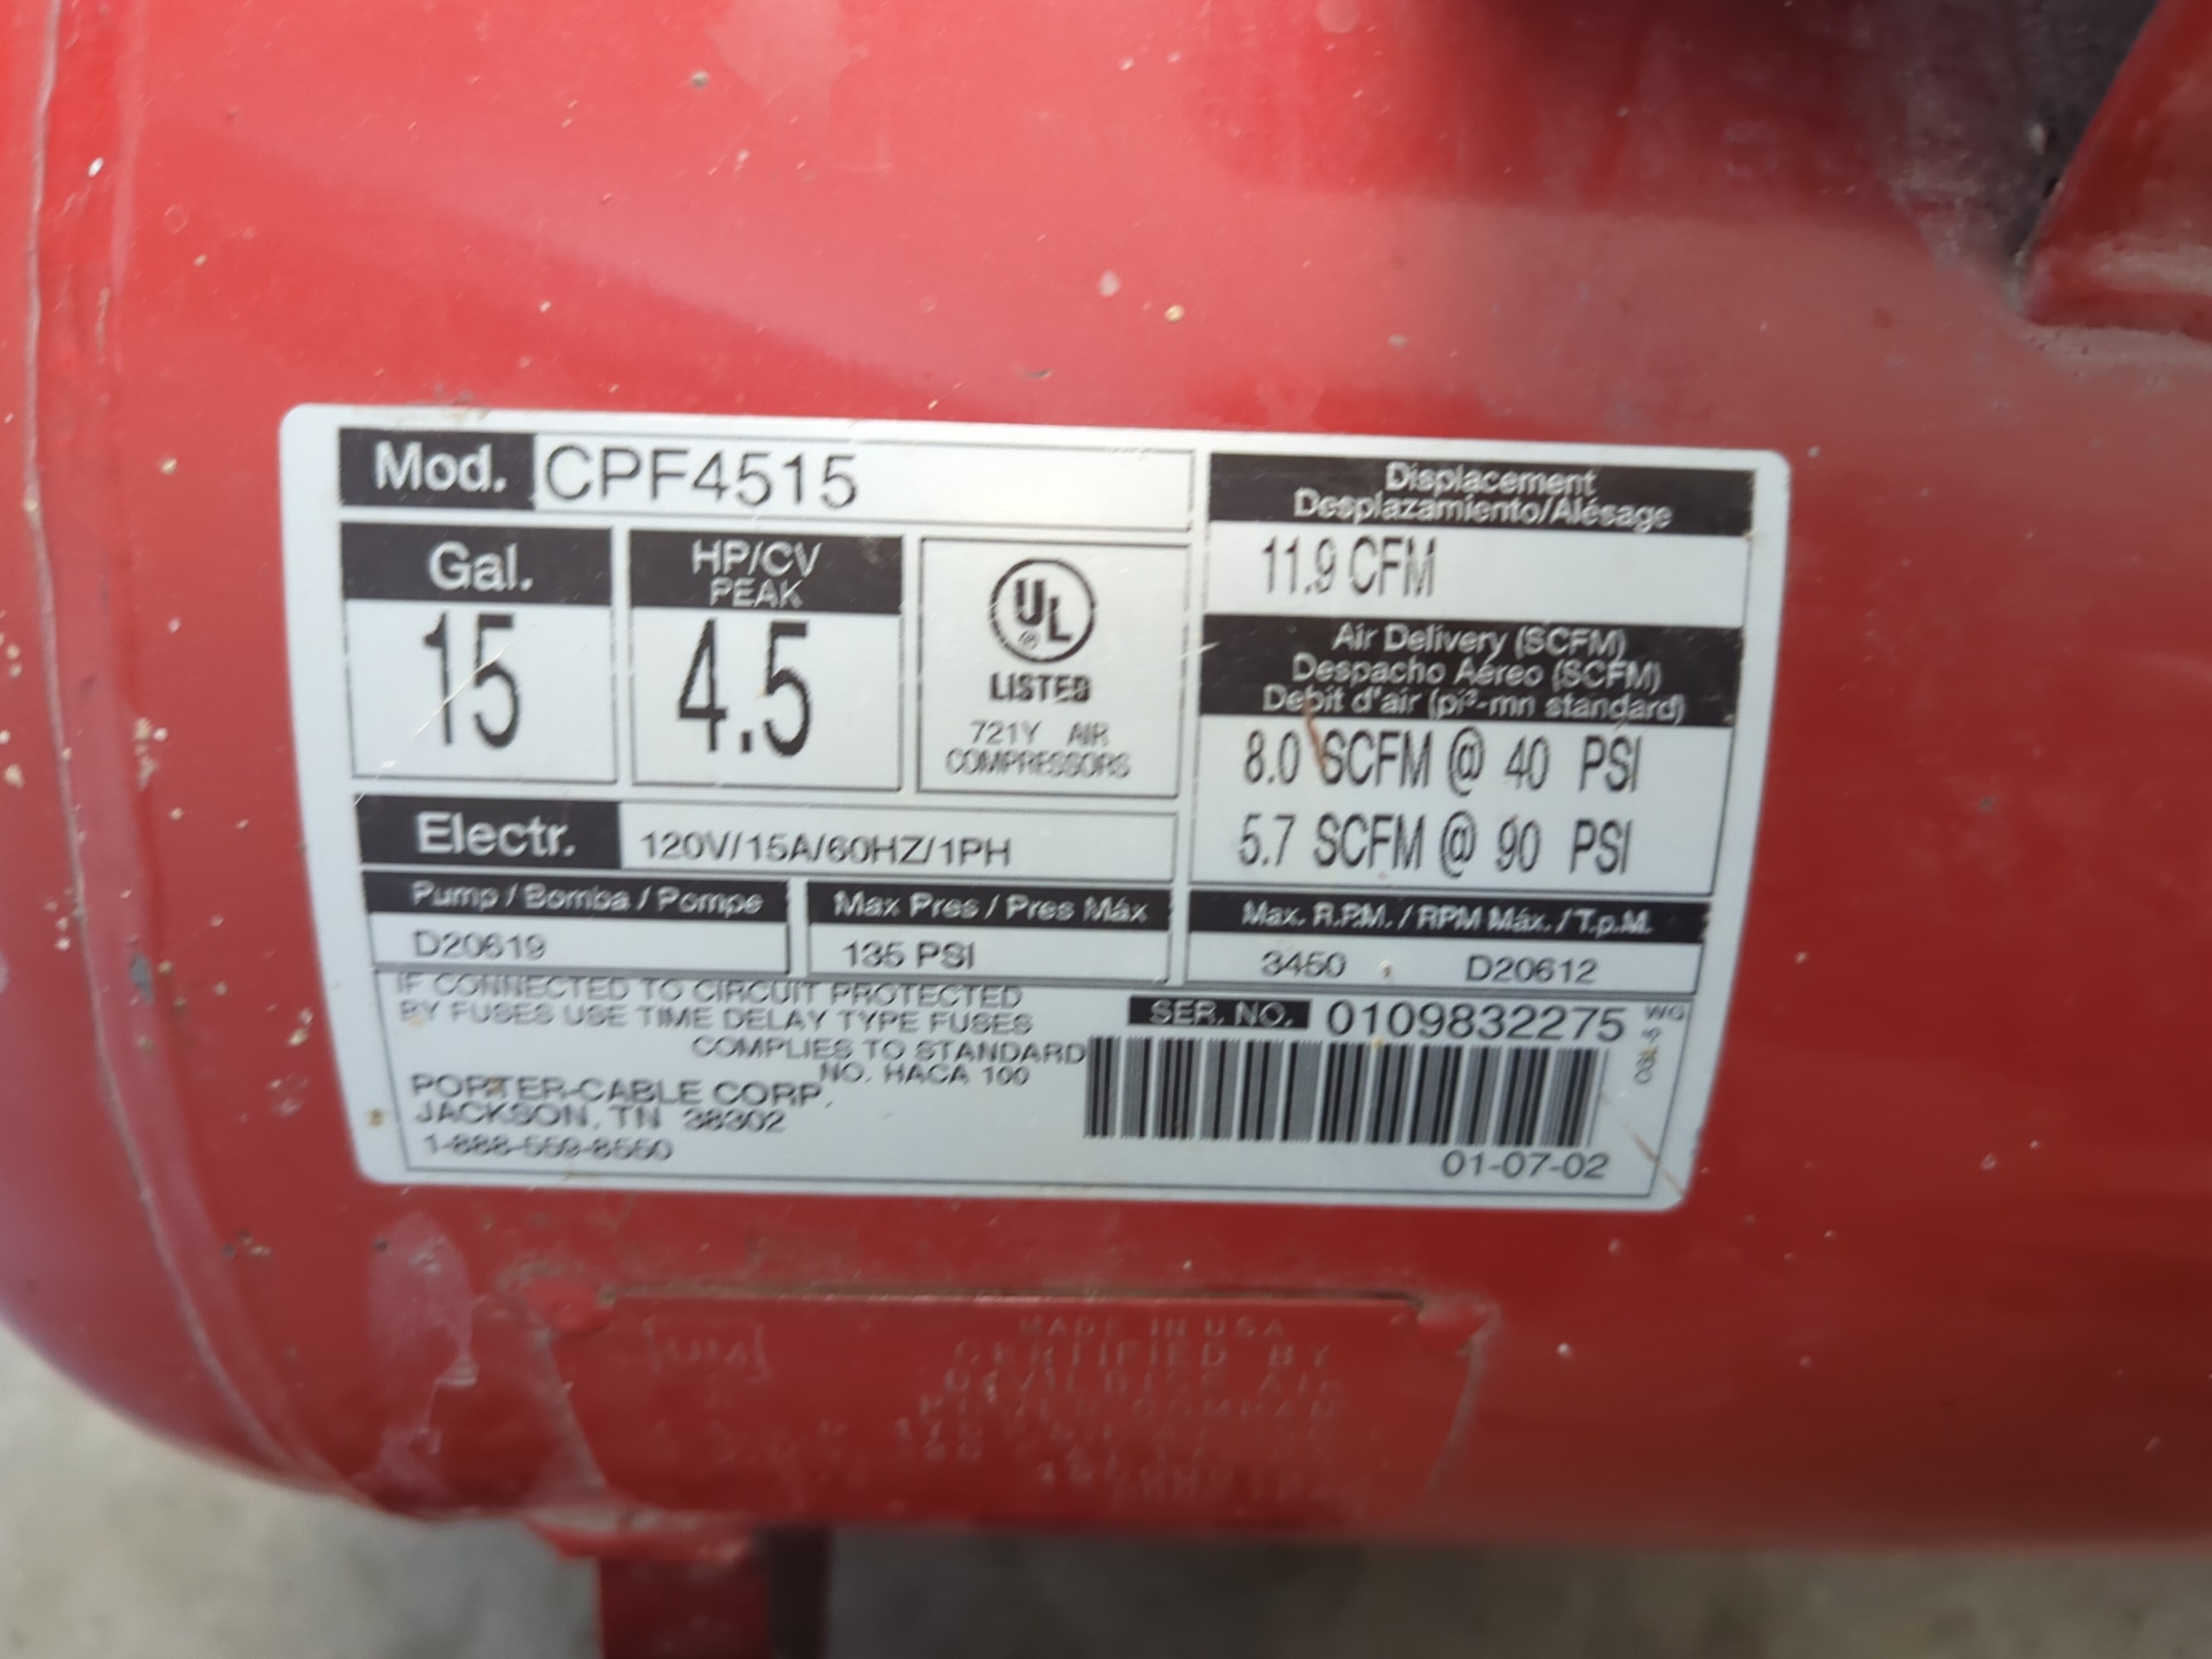 Mod. CPF4515
Gal.
15
HP/CV
PEAK
4.5
UL
®
LISTED
721Y AIR
COMPRESSORS
Displacement
Desplazamiento/Alésage
11.9 CFM
Air Delivery (SCFM)
Despacho Aéreo (SCFM)
Debit d'air (pi³-mn standard)
8.0 SCFM @ 40 PSI
5.7 SCFM @ 90 PSI
Electr. 120V/15A/60HZ/1PH
Pump / Bomba / Pompe
D20619
Max Pres / Pres Máx
135 PSI
Max. R.P.M. / RPM Máx. / T.p.M.
3450 D20612
IF CONNECTED TO CIRCUIT PROTECTED
BY FUSES USE TIME DELAY TYPE FUSES
COMPLIES TO STANDARD
NO. HACA 100
PORTER-CABLE CORP.
JACKSON, TN 38302
1-888-559-8550
SER. NO. 0109832275
WG
01-07-02
MADE IN USA
CERTIFIED BY
DEVILBISS AIR